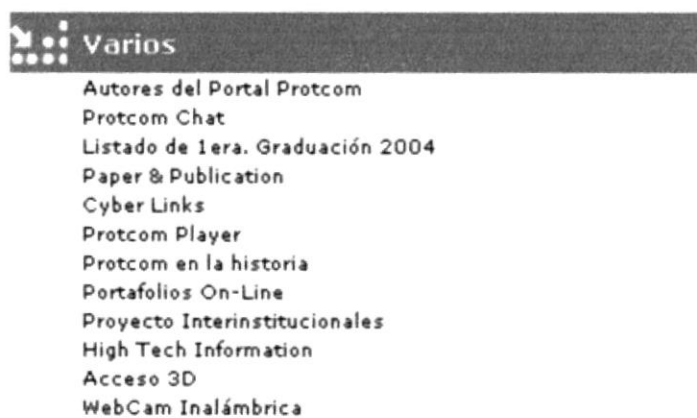 Varios
Autores del Portal Protcom
Protcom Chat
Listado de 1era. Graduación 2004
Paper & Publication
Cyber Links
Protcom Player
Protcom en la historia
Portafolios On-Line
Proyecto Interinstitucionales
High Tech Information
Acceso 3D
WebCam Inalámbrica